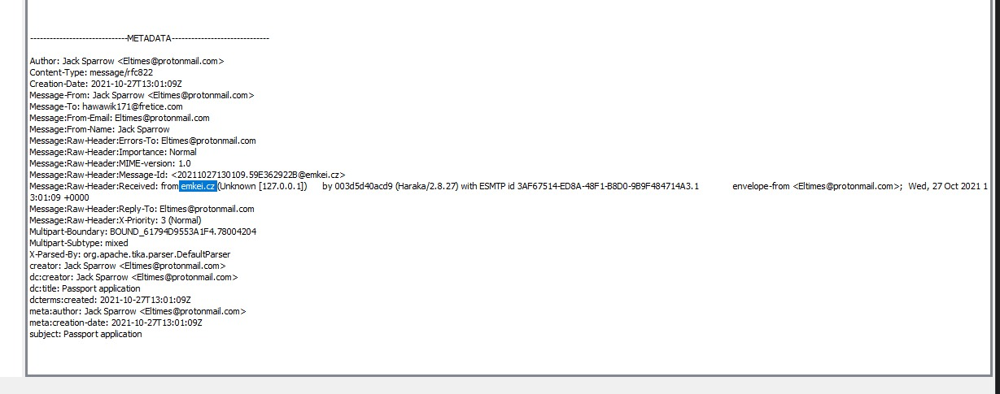 ------------------------------METADATA------------------------------
Author: Jack Sparrow <Eltimes@protonmail.com>
Content-Type: message/rfc822
Creation-Date: 2021-10-27T13:01:09Z
Message-From: Jack Sparrow <Eltimes@protonmail.com>
Message-To: hawawik171@fretice.com
Message:From-Email: Eltimes@protonmail.com
Message:From-Name: Jack Sparrow
Message:Raw-Header:Errors-To: Eltimes@protonmail.com
Message:Raw-Header:Importance: Normal
Message:Raw-Header:MIME-version: 1.0
Message:Raw-Header:Message-Id: <20211027130109.59E362922B@emkei.cz>
Message:Raw-Header:Received: from emkei.cz (Unknown [127.0.0.1]) by 003d5d40acd9 (Haraka/2.8.27) with ESMTP id 3AF67514-ED8A-48F1-B8D0-9B9F484714A3.1 envelope-from <Eltimes@protonmail.com>; Wed, 27 Oct 2021 1
3:01:09 +0000
Message:Raw-Header:Reply-To: Eltimes@protonmail.com
Message:Raw-Header:X-Priority: 3 (Normal)
Multipart-Boundary: BOUND_61794D9553A1F4.78004204
Multipart-Subtype: mixed
X-Parsed-By: org.apache.tika.parser.DefaultParser
creator: Jack Sparrow <Eltimes@protonmail.com>
dc:creator: Jack Sparrow <Eltimes@protonmail.com>
dc:title: Passport application
dcterms:created: 2021-10-27T13:01:09Z
meta:author: Jack Sparrow <Eltimes@protonmail.com>
meta:creation-date: 2021-10-27T13:01:09Z
subject: Passport application